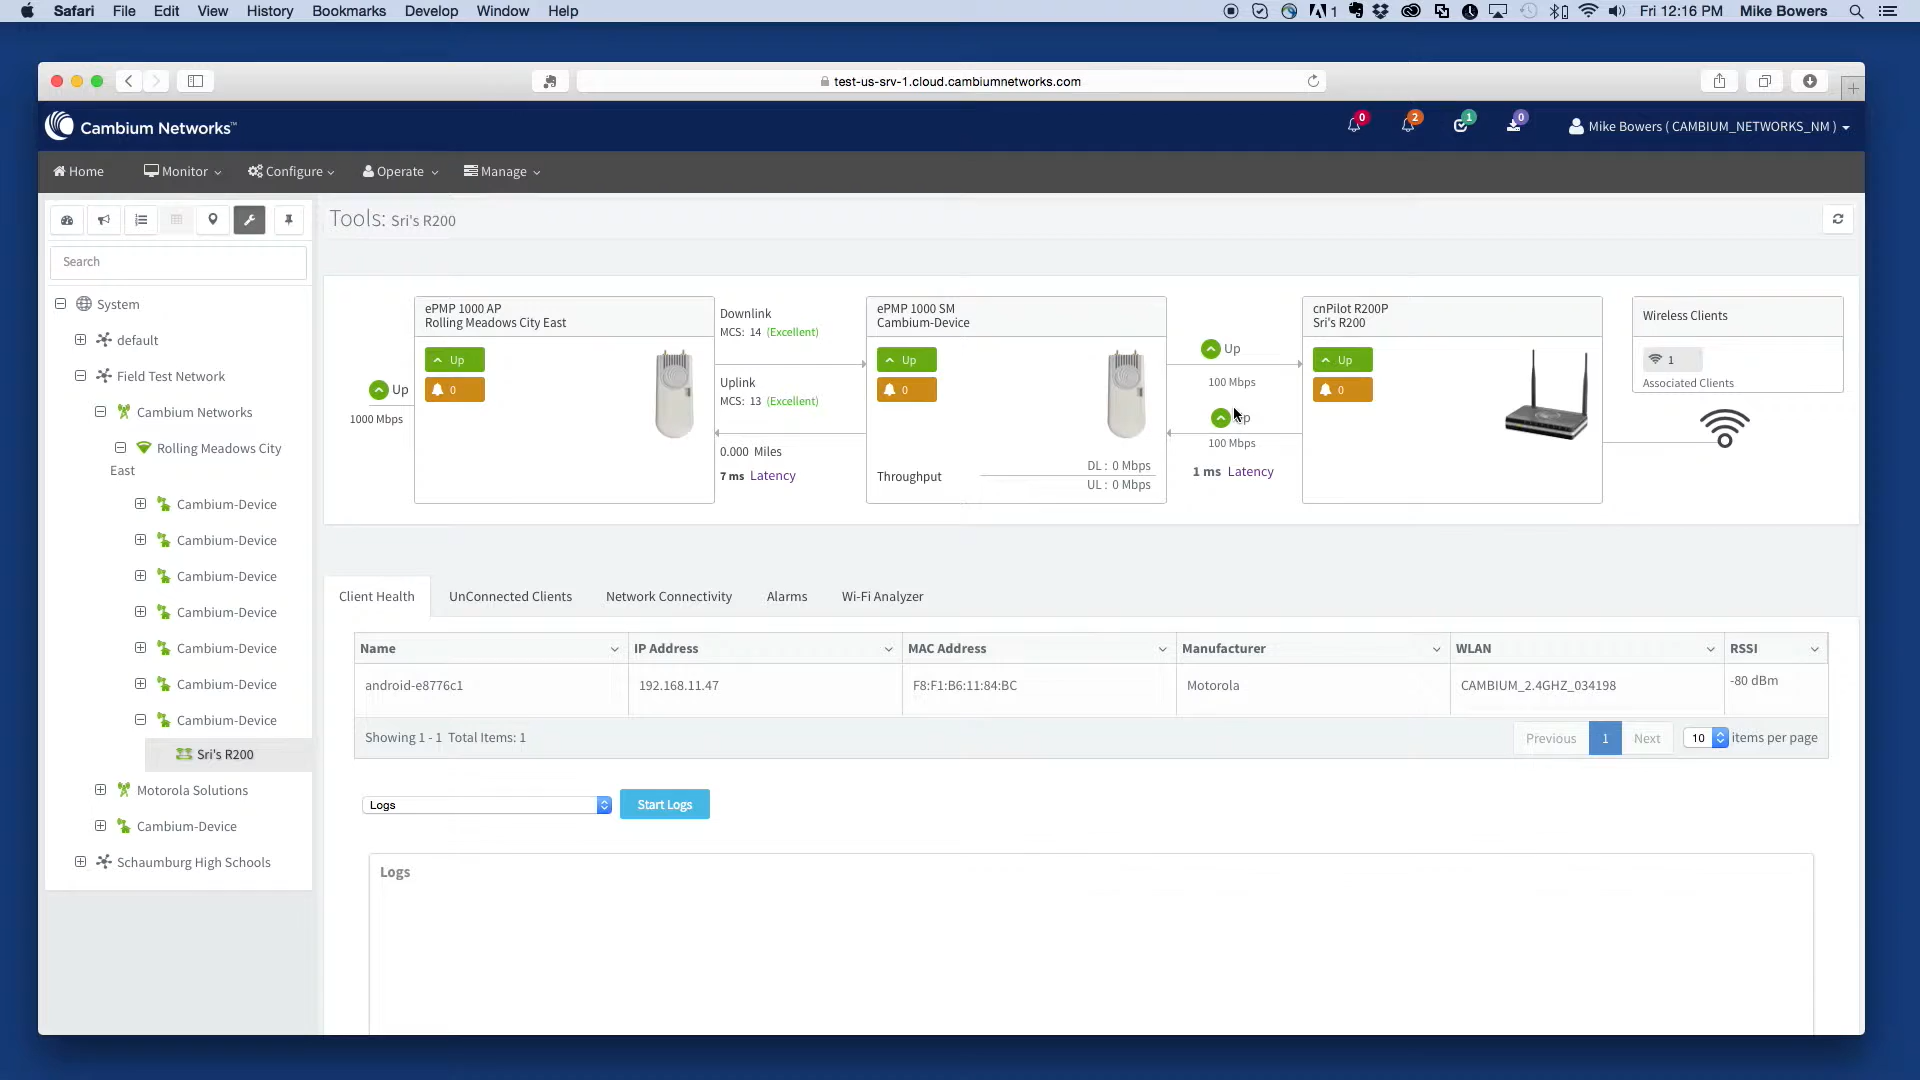 Safari File Edit View History Bookmarks Develop Window Help
1 Fri 12:16 PM Mike Bowers
test-us-srv-1.cloud.cambiumnetworks.com
Cambium Networks™
0 2 1 0 Mike Bowers ( CAMBIUM_NETWORKS_NM )
Home Monitor Configure Operate Manage
Tools: Sri's R200
Search
System
default
Field Test Network
Cambium Networks
Rolling Meadows City
East
Cambium-Device
Cambium-Device
Cambium-Device
Cambium-Device
Cambium-Device
Cambium-Device
Cambium-Device
Sri's R200
Motorola Solutions
Cambium-Device
Schaumburg High Schools
Up
1000 Mbps
ePMP 1000 AP
Rolling Meadows City East
Up
0
Downlink
MCS: 14 (Excellent)
Uplink
MCS: 13 (Excellent)
0.000 Miles
7 ms Latency
ePMP 1000 SM
Cambium-Device
Up
0
Throughput
DL : 0 Mbps
UL : 0 Mbps
Up
100 Mbps
100 Mbps
1 ms Latency
cnPilot R200P
Sri's R200
Up
0
Wireless Clients
1
Associated Clients
Client Health UnConnected Clients Network Connectivity Alarms Wi-Fi Analyzer
Name IP Address MAC Address Manufacturer WLAN RSSI
android-e8776c1 192.168.11.47 F8:F1:B6:11:84:BC Motorola CAMBIUM_2.4GHZ_034198 -80 dBm
Showing 1 - 1 Total Items: 1 Previous 1 Next 10 items per page
Logs Start Logs
Logs